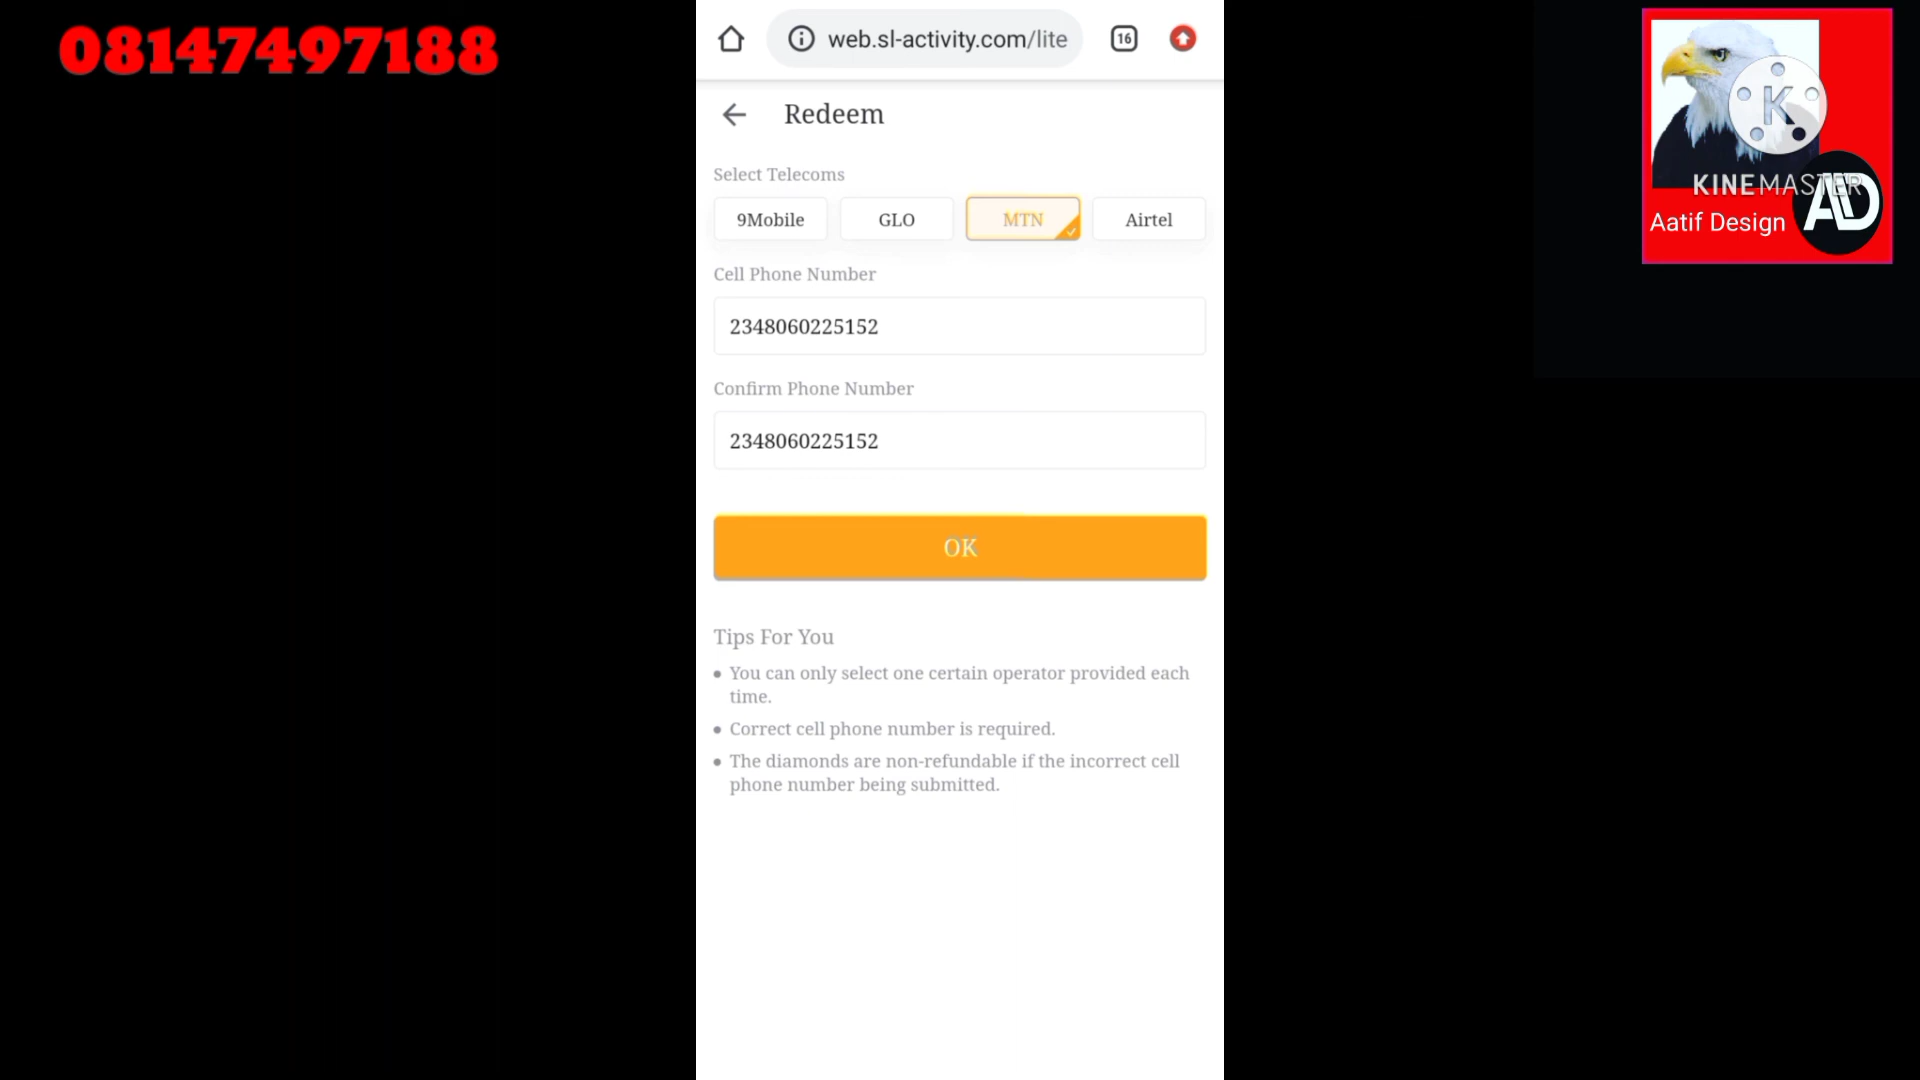 08147497188
web.sl-activity.com/lite
16
Redeem
Select Telecoms
9Mobile
GLO
MTN
Airtel
Cell Phone Number
2348060225152
Confirm Phone Number
2348060225152
OK
Tips For You
• You can only select one certain operator provided each
time.
• Correct cell phone number is required.
• The diamonds are non-refundable if the incorrect cell
phone number being submitted.
K
KINEMASTER
Aatif Design
AD